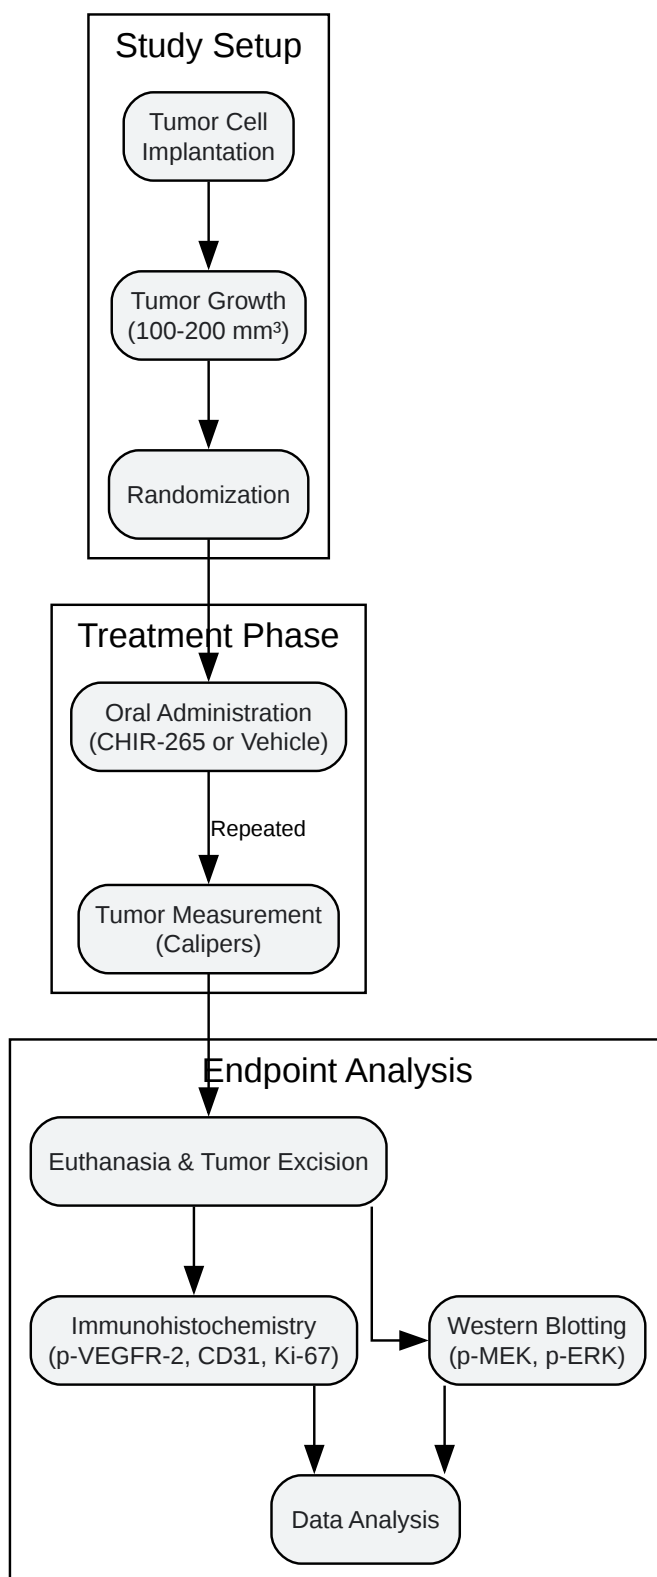 Study Setup
Tumor Cell
Implantation
Tumor Growth
(100-200 mm³)
Randomization
Treatment Phase
Oral Administration
(CHIR-265 or Vehicle)
Repeated
Tumor Measurement
(Calipers)
Endpoint Analysis
Euthanasia & Tumor Excision
Immunohistochemistry
(p-VEGFR-2, CD31, Ki-67)
Western Blotting
(p-MEK, p-ERK)
Data Analysis